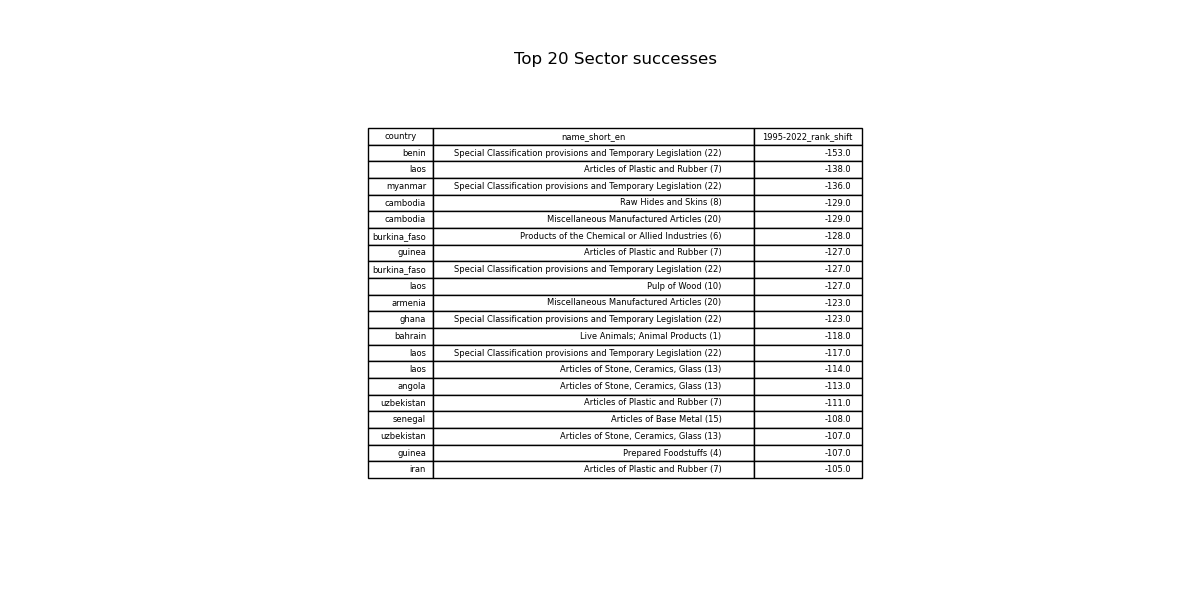 Top 20 Sector successes
country name_short_en 1995-2022_rank_shift
benin Special Classification provisions and Temporary Legislation (22) -153.0
laos Articles of Plastic and Rubber (7) -138.0
myanmar Special Classification provisions and Temporary Legislation (22) -136.0
cambodia Raw Hides and Skins (8) -129.0
cambodia Miscellaneous Manufactured Articles (20) -129.0
burkina_faso Products of the Chemical or Allied Industries (6) -128.0
guinea Articles of Plastic and Rubber (7) -127.0
burkina_faso Special Classification provisions and Temporary Legislation (22) -127.0
laos Pulp of Wood (10) -127.0
armenia Miscellaneous Manufactured Articles (20) -123.0
ghana Special Classification provisions and Temporary Legislation (22) -123.0
bahrain Live Animals; Animal Products (1) -118.0
laos Special Classification provisions and Temporary Legislation (22) -117.0
laos Articles of Stone, Ceramics, Glass (13) -114.0
angola Articles of Stone, Ceramics, Glass (13) -113.0
uzbekistan Articles of Plastic and Rubber (7) -111.0
senegal Articles of Base Metal (15) -108.0
uzbekistan Articles of Stone, Ceramics, Glass (13) -107.0
guinea Prepared Foodstuffs (4) -107.0
iran Articles of Plastic and Rubber (7) -105.0